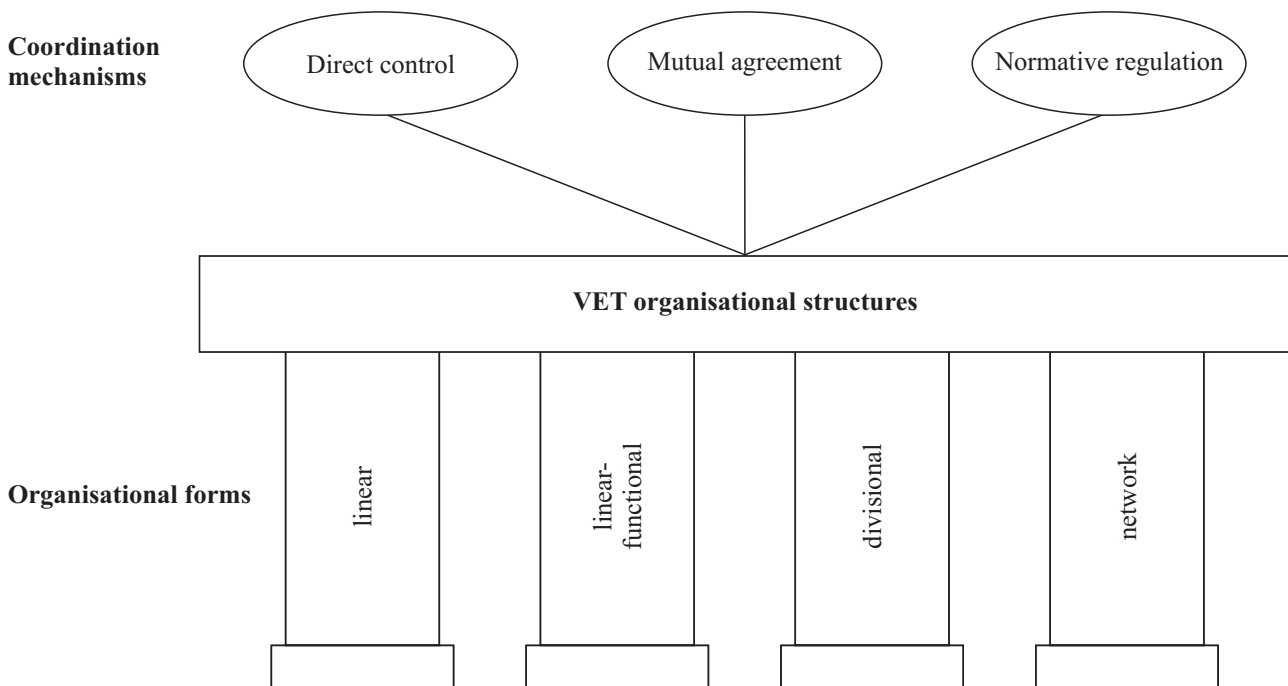 Coordination
mechanisms
Direct control
Mutual agreement
Normative regulation
VET organisational structures
Organisational forms
linear
linear-
functional
divisional
network